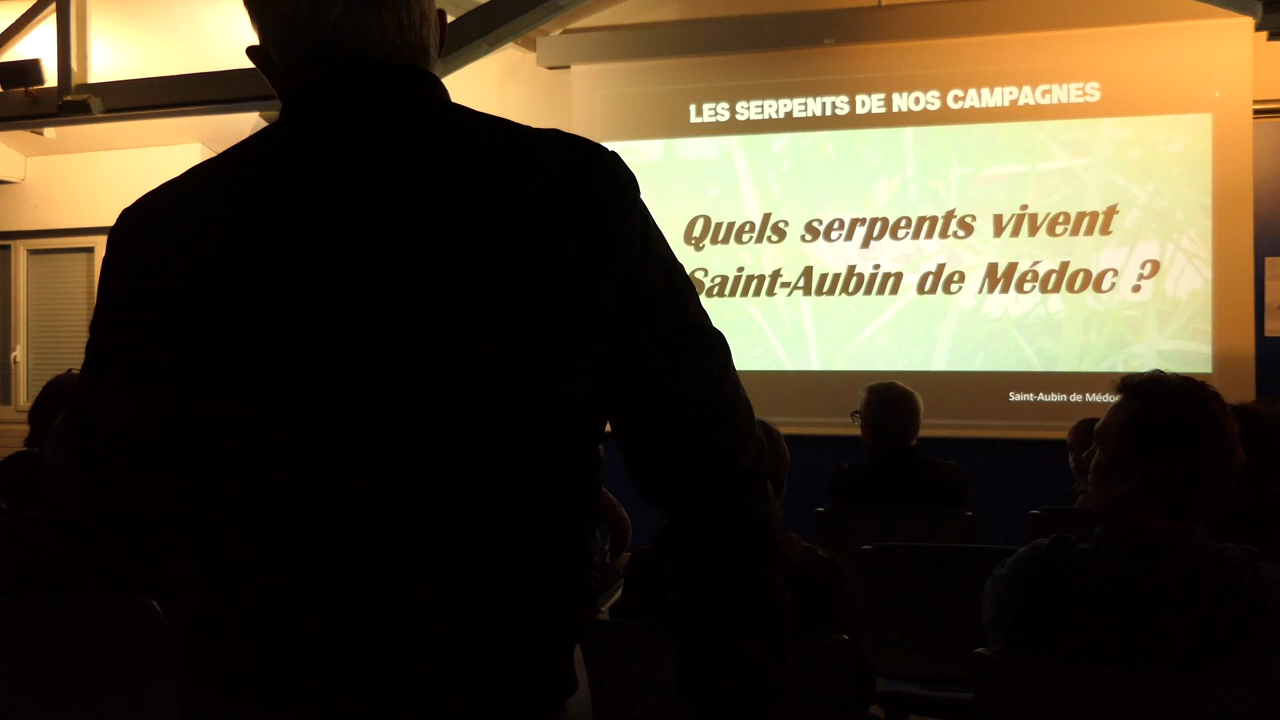 LES SERPENTS DE NOS CAMPAGNES
Quels serpents vivent
Saint-Aubin de Médoc ?
Saint-Aubin de Médoc